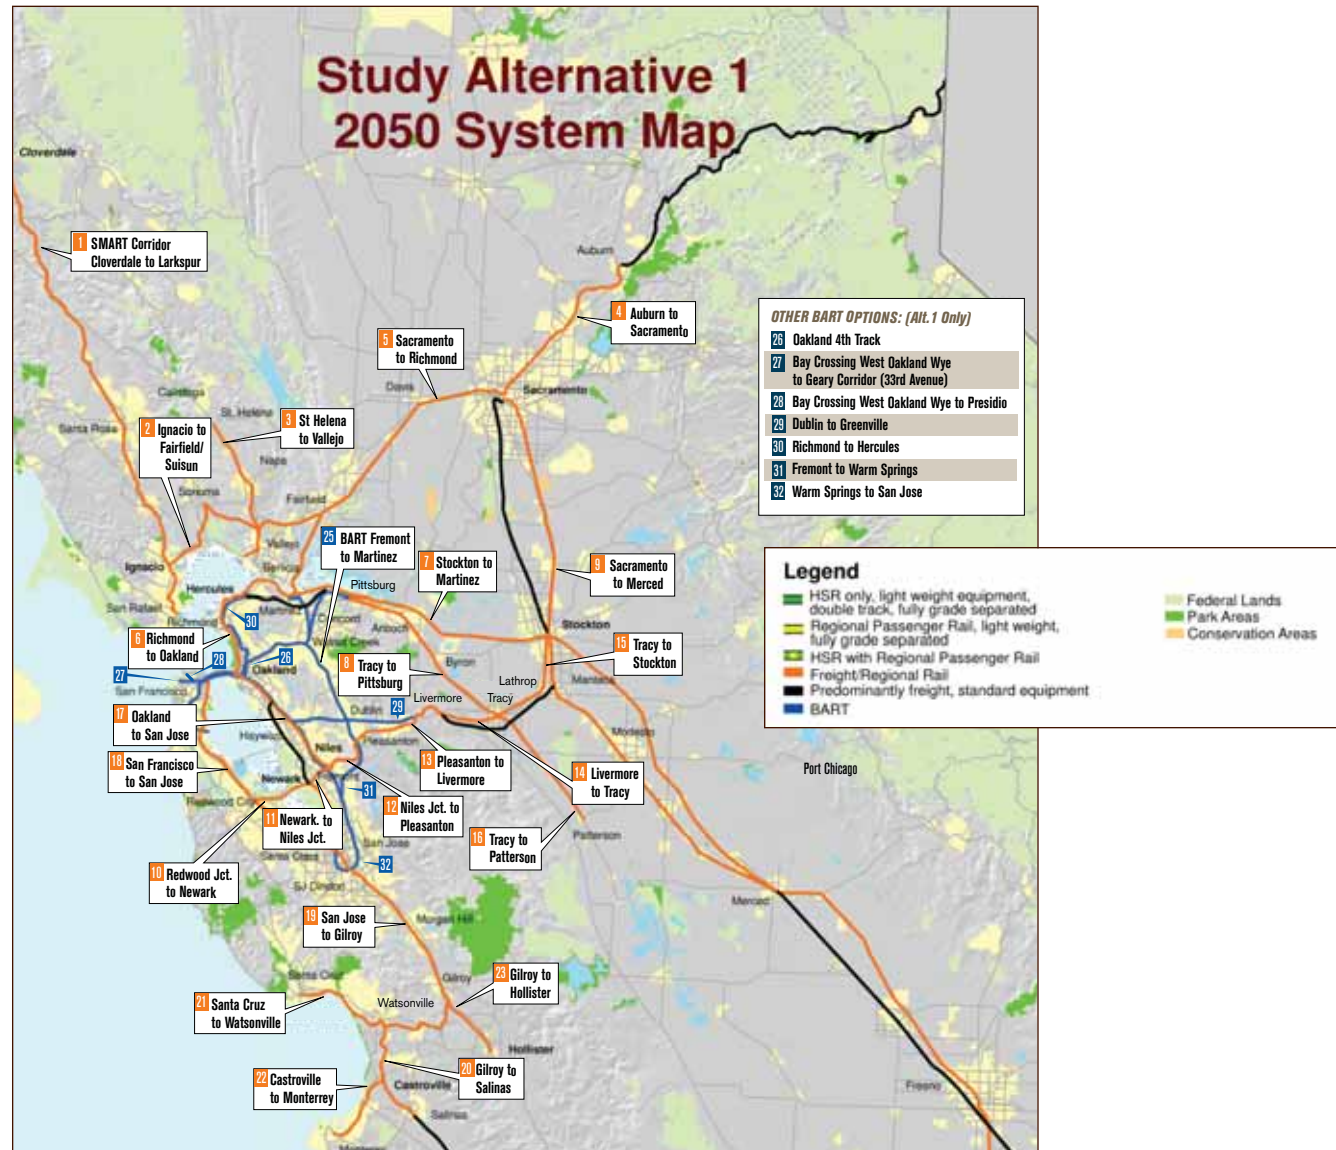 Study Alternative 1
2050 System Map
Cloverdale
1 SMART Corridor
Cloverdale to Larkspur
Auburn
4 Auburn to
Sacramento
5 Sacramento
to Richmond
Davis
Sacramento
Calistoga
St. Helena
Santa Rosa
2 Ignacio to
Fairfield/
Suisun
3 St Helena
to Vallejo
Napa
Sonoma
Fairfield
Vallejo
Benicia
25 BART Fremont
to Martinez
7 Stockton to
Martinez
9 Sacramento
to Merced
Ignacio
Hercules
Pittsburg
San Rafael
Richmond
Martinez
30
Concord
Antioch
Walnut Creek
Stockton
6 Richmond
to Oakland
28
26
27
Oakland
San Francisco
8 Tracy to
Pittsburg
Byron
15 Tracy to
Stockton
Lathrop
Manteca
Livermore
Tracy
Dublin
29
17 Oakland
to San Jose
Hayward
Niles
Pleasanton
Modesto
18 San Francisco
to San Jose
13 Pleasanton to
Livermore
14 Livermore
to Tracy
Port Chicago
Newark
31
Redwood City
11 Newark. to
Niles Jct.
12 Niles Jct. to
Pleasanton
16 Tracy to
Patterson
Patterson
San Jose
Santa Clara
32
10 Redwood Jct.
to Newark
SJ Diridon
Merced
19 San Jose
to Gilroy
Morgan Hill
Santa Cruz
Gilroy
23 Gilroy to
Hollister
21 Santa Cruz
to Watsonville
Watsonville
Hollister
20 Gilroy to
Salinas
22 Castroville
to Monterrey
Castroville
Salinas
Fresno
Monterey
OTHER BART OPTIONS: (Alt.1 Only)
26 Oakland 4th Track
27 Bay Crossing West Oakland Wye
to Geary Corridor (33rd Avenue)
28 Bay Crossing West Oakland Wye to Presidio
29 Dublin to Greenville
30 Richmond to Hercules
31 Fremont to Warm Springs
32 Warm Springs to San Jose
Legend
HSR only, light weight equipment,
double track, fully grade separated
Regional Passenger Rail, light weight,
fully grade separated
HSR with Regional Passenger Rail
Freight/Regional Rail
Predominantly freight, standard equipment
BART
Federal Lands
Park Areas
Conservation Areas